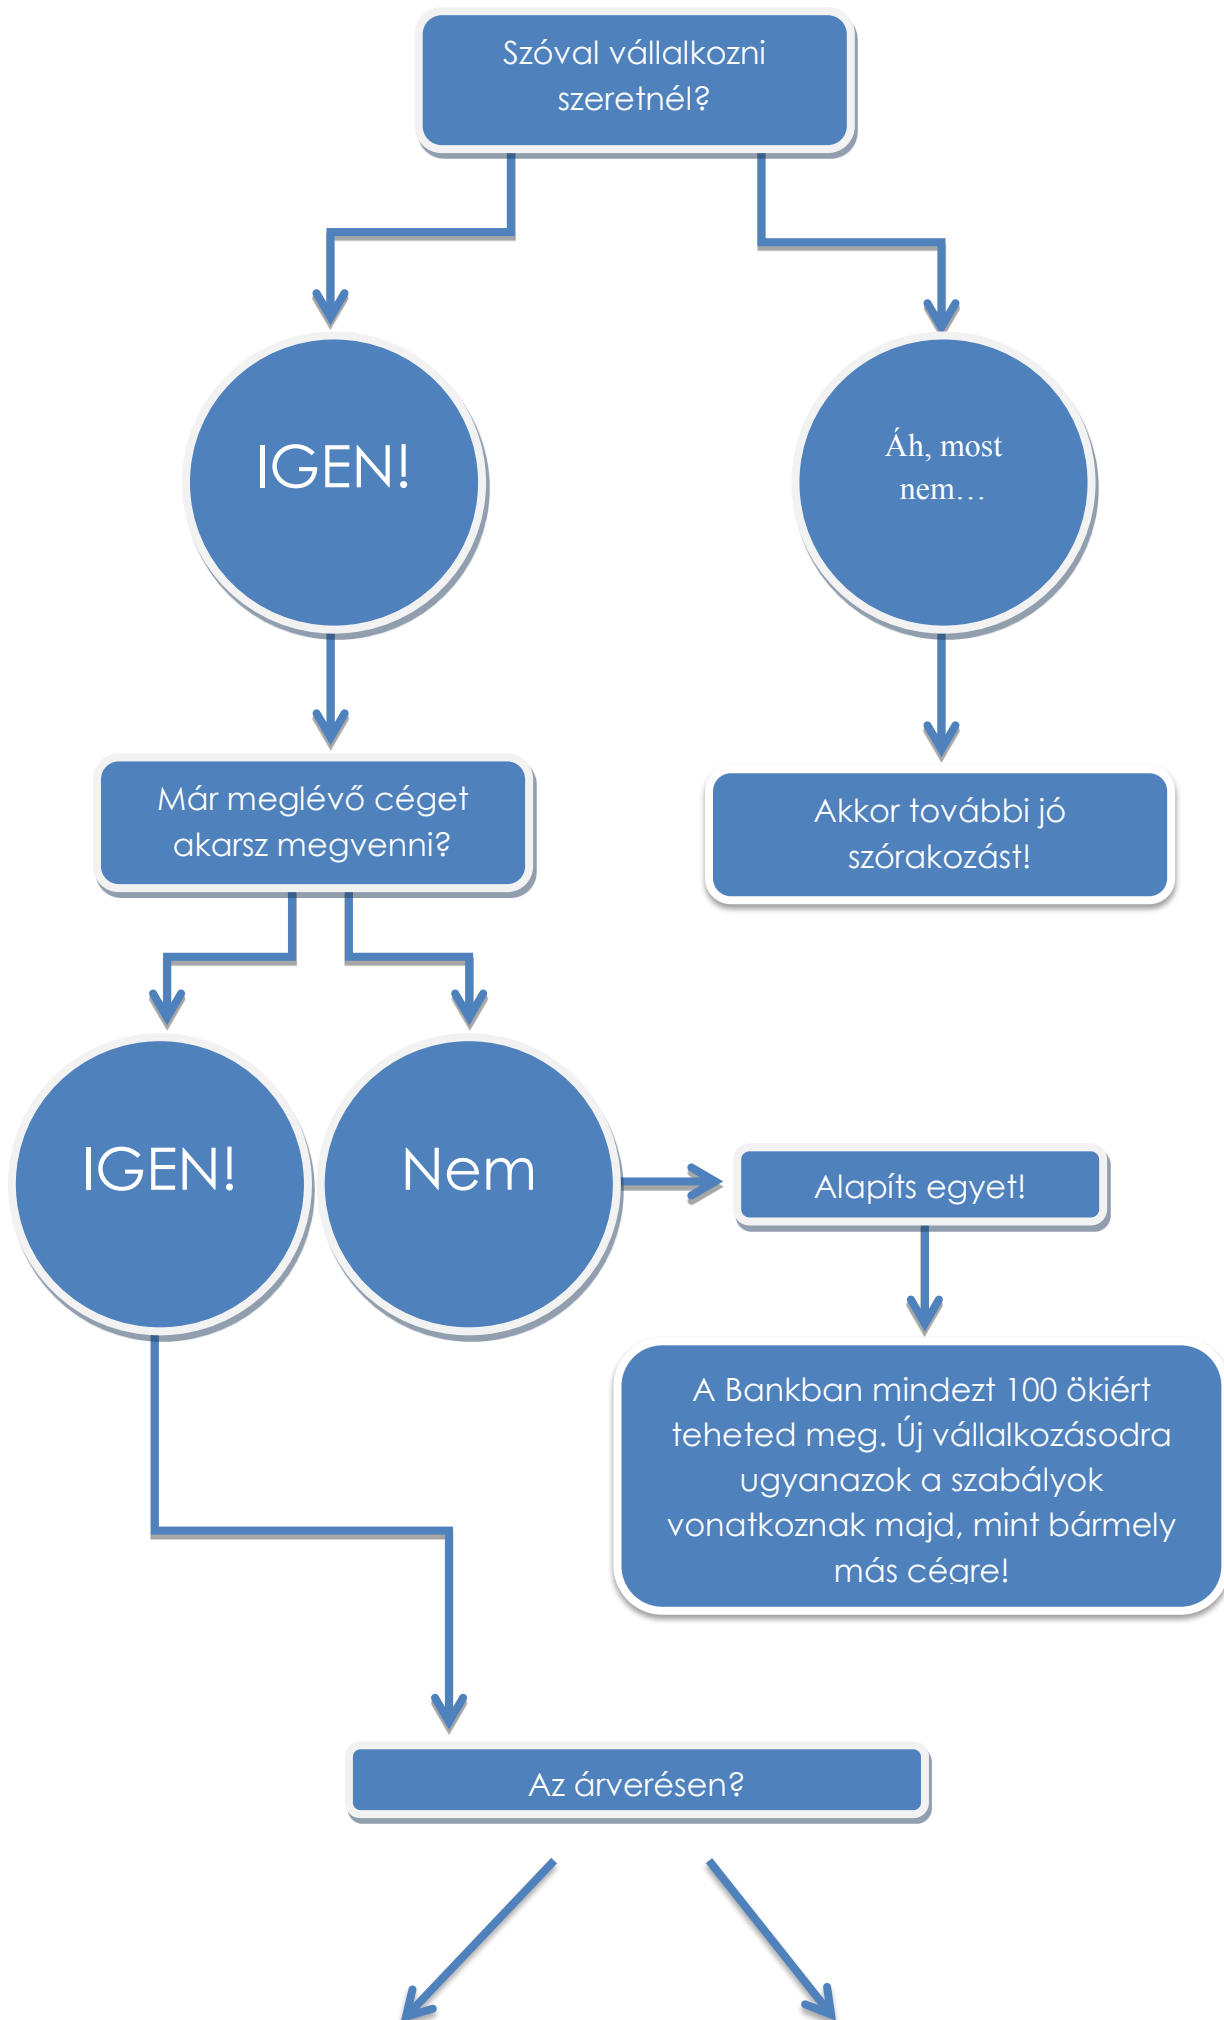 Szóval vállalkozni
szeretnél?
IGEN!
Áh, most
nem…
Már meglévő céget
akarsz megvenni?
Akkor további jó
szórakozást!
IGEN!
Nem
Alapíts egyet!
A Bankban mindezt 100 ökiért
teheted meg. Új vállalkozásodra
ugyanazok a szabályok
vonatkoznak majd, mint bármely
más cégre!
Az árverésen?